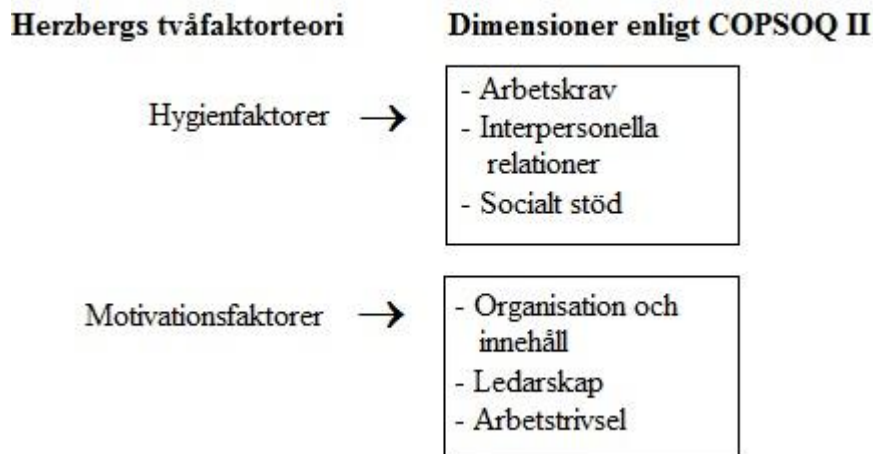 Herzbergs tvåfaktorteori
Dimensioner enligt COPSOQ II
Hygienfaktorer →
- Arbetskrav
- Interpersonella
relationer
- Socialt stöd
Motivationsfaktorer →
- Organisation och
innehåll
- Ledarskap
- Arbetstrivsel